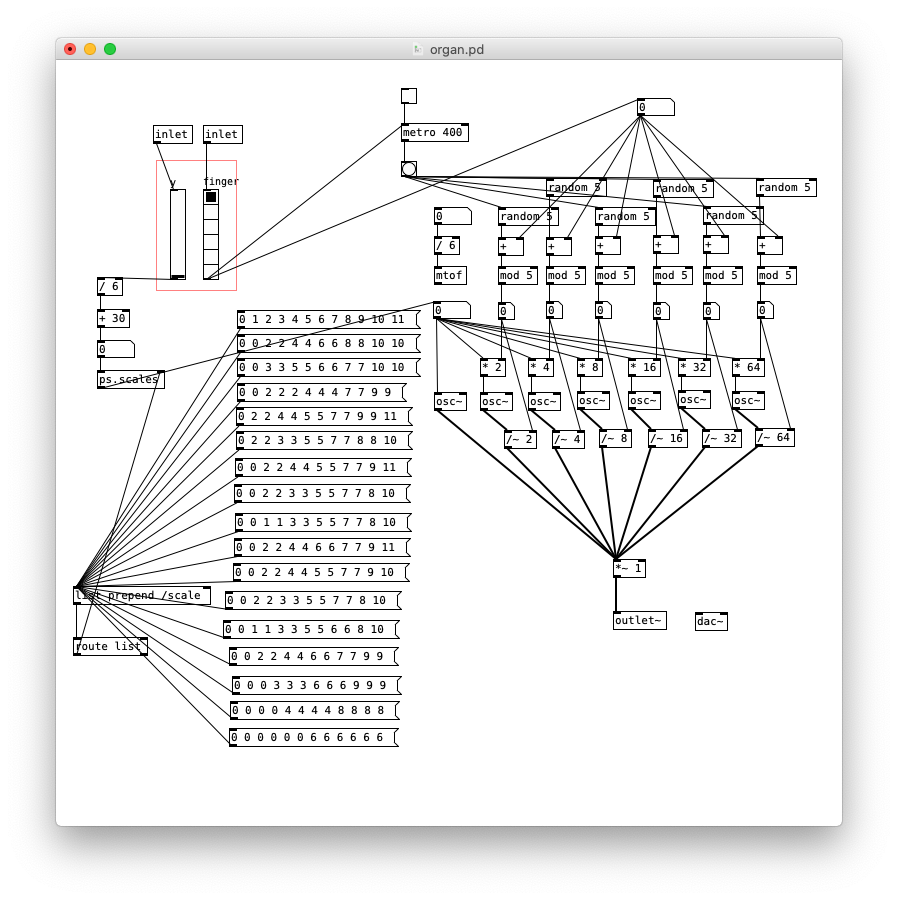 organ.pd
0
inlet
inlet
metro 400
y
finger
random 5
random 5
random 5
0
random 5
random 5
random 5
/ 6
+
+
+
+
+
+
mtof
mod 5
mod 5
mod 5
mod 5
mod 5
mod 5
/ 6
0
0
0
0
0
0
0
+ 30
0 1 2 3 4 5 6 7 8 9 10 11
0
0 0 2 2 4 4 6 6 8 8 10 10
0 0 3 3 5 5 6 6 7 7 10 10
* 2
* 4
* 8
* 16
* 32
* 64
ps.scales
0 0 2 2 2 4 4 4 7 7 9 9
osc~
osc~
osc~
osc~
osc~
osc~
osc~
0 2 2 4 4 5 5 7 7 9 9 11
0 2 2 3 3 5 5 7 7 8 8 10
/~ 2
/~ 4
/~ 8
/~ 16
/~ 32
/~ 64
0 0 2 2 4 4 5 5 7 7 9 11
0 0 2 2 3 3 5 5 7 7 8 10
0 0 1 1 3 3 5 5 7 7 8 10
0 0 2 2 4 4 6 6 7 7 9 11
0 0 2 2 4 4 5 5 7 7 9 10
*~ 1
list prepend /scale
0 0 2 2 3 3 5 5 7 7 8 10
outlet~
dac~
0 0 1 1 3 3 5 5 6 6 8 10
route list
0 0 2 2 4 4 6 6 7 7 9 9
0 0 0 3 3 3 6 6 6 9 9 9
0 0 0 0 4 4 4 4 8 8 8 8
0 0 0 0 0 0 6 6 6 6 6 6